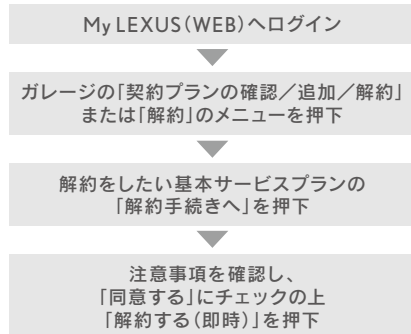 My LEXUS（WEB）へログイン
ガレージの「契約プランの確認／追加／解約」
または「解約」のメニューを押下
解約をしたい基本サービスプランの
「解約手続きへ」を押下
注意事項を確認し、
「同意する」にチェックの上
「解約する（即時）」を押下